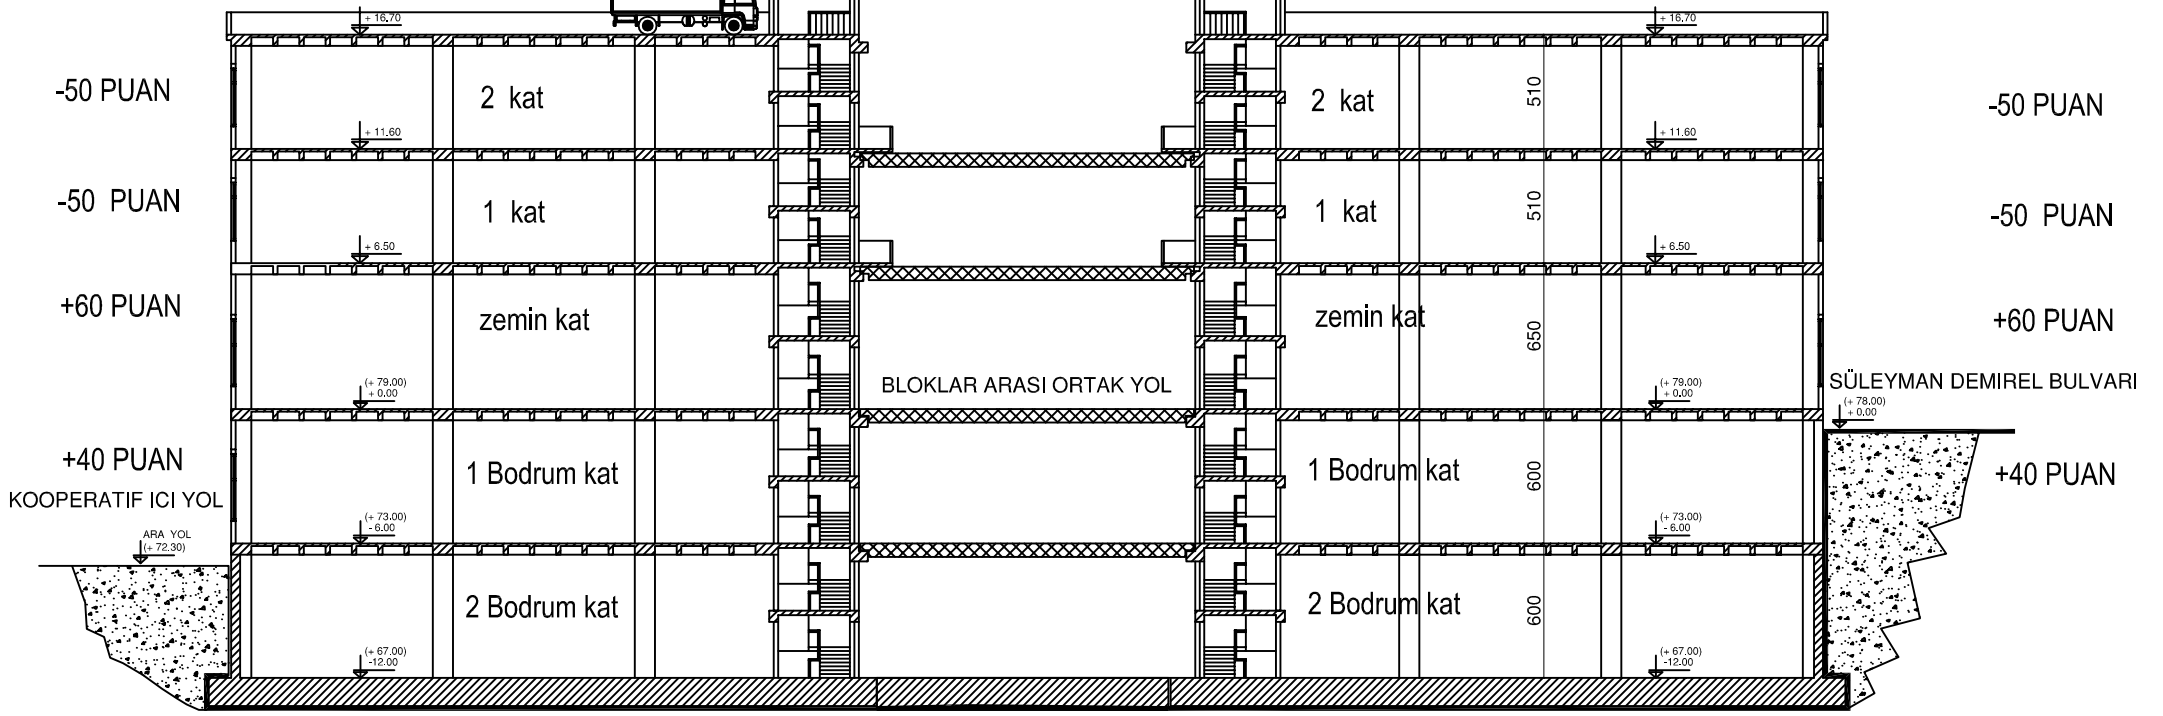 + 16.70
+ 16.70
-50 PUAN
2 kat
2 kat
510
-50 PUAN
+ 11.60
+ 11.60
-50 PUAN
1 kat
1 kat
510
-50 PUAN
+ 6.50
+ 6.50
+60 PUAN
zemin kat
zemin kat
650
+60 PUAN
(+ 79.00)
+ 0.00
BLOKLAR ARASI ORTAK YOL
(+ 79.00)
+ 0.00
SÜLEYMAN DEMIREL BULVARI
(+ 78.00)
+ 0.00
+40 PUAN
1 Bodrum kat
1 Bodrum kat
600
+40 PUAN
KOOPERATIF ICI YOL
ARA YOL
(+ 72.30)
(+ 73.00)
- 6.00
(+ 73.00)
- 6.00
2 Bodrum kat
2 Bodrum kat
600
(+ 67.00)
-12.00
(+ 67.00)
-12.00